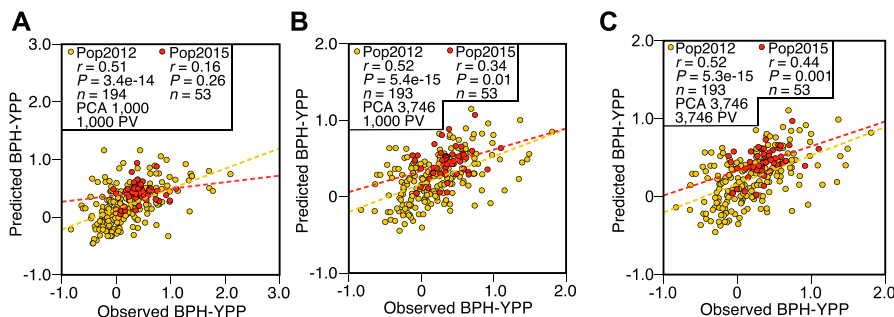 A
Predicted BPH-YPP
3.0
2.0
1.0
0
-1.0
Pop2012 Pop2015
r = 0.51 r = 0.16
P = 3.4e-14 P = 0.26
n = 194 n = 53
PCA 1,000
1,000 PV
-1.0 0 1.0 2.0 3.0
Observed BPH-YPP
B
Predicted BPH-YPP
2.0
1.0
0
-1.0
Pop2012 Pop2015
r = 0.52 r = 0.34
P = 5.4e-15 P = 0.01
n = 193 n = 53
PCA 3,746
1,000 PV
-1.0 0 1.0 2.0
Observed BPH-YPP
C
Predicted BPH-YPP
2.0
1.0
0
-1.0
Pop2012 Pop2015
r = 0.52 r = 0.44
P = 5.3e-15 P = 0.001
n = 193 n = 53
PCA 3,746
3,746 PV
-1.0 0 1.0 2.0
Observed BPH-YPP